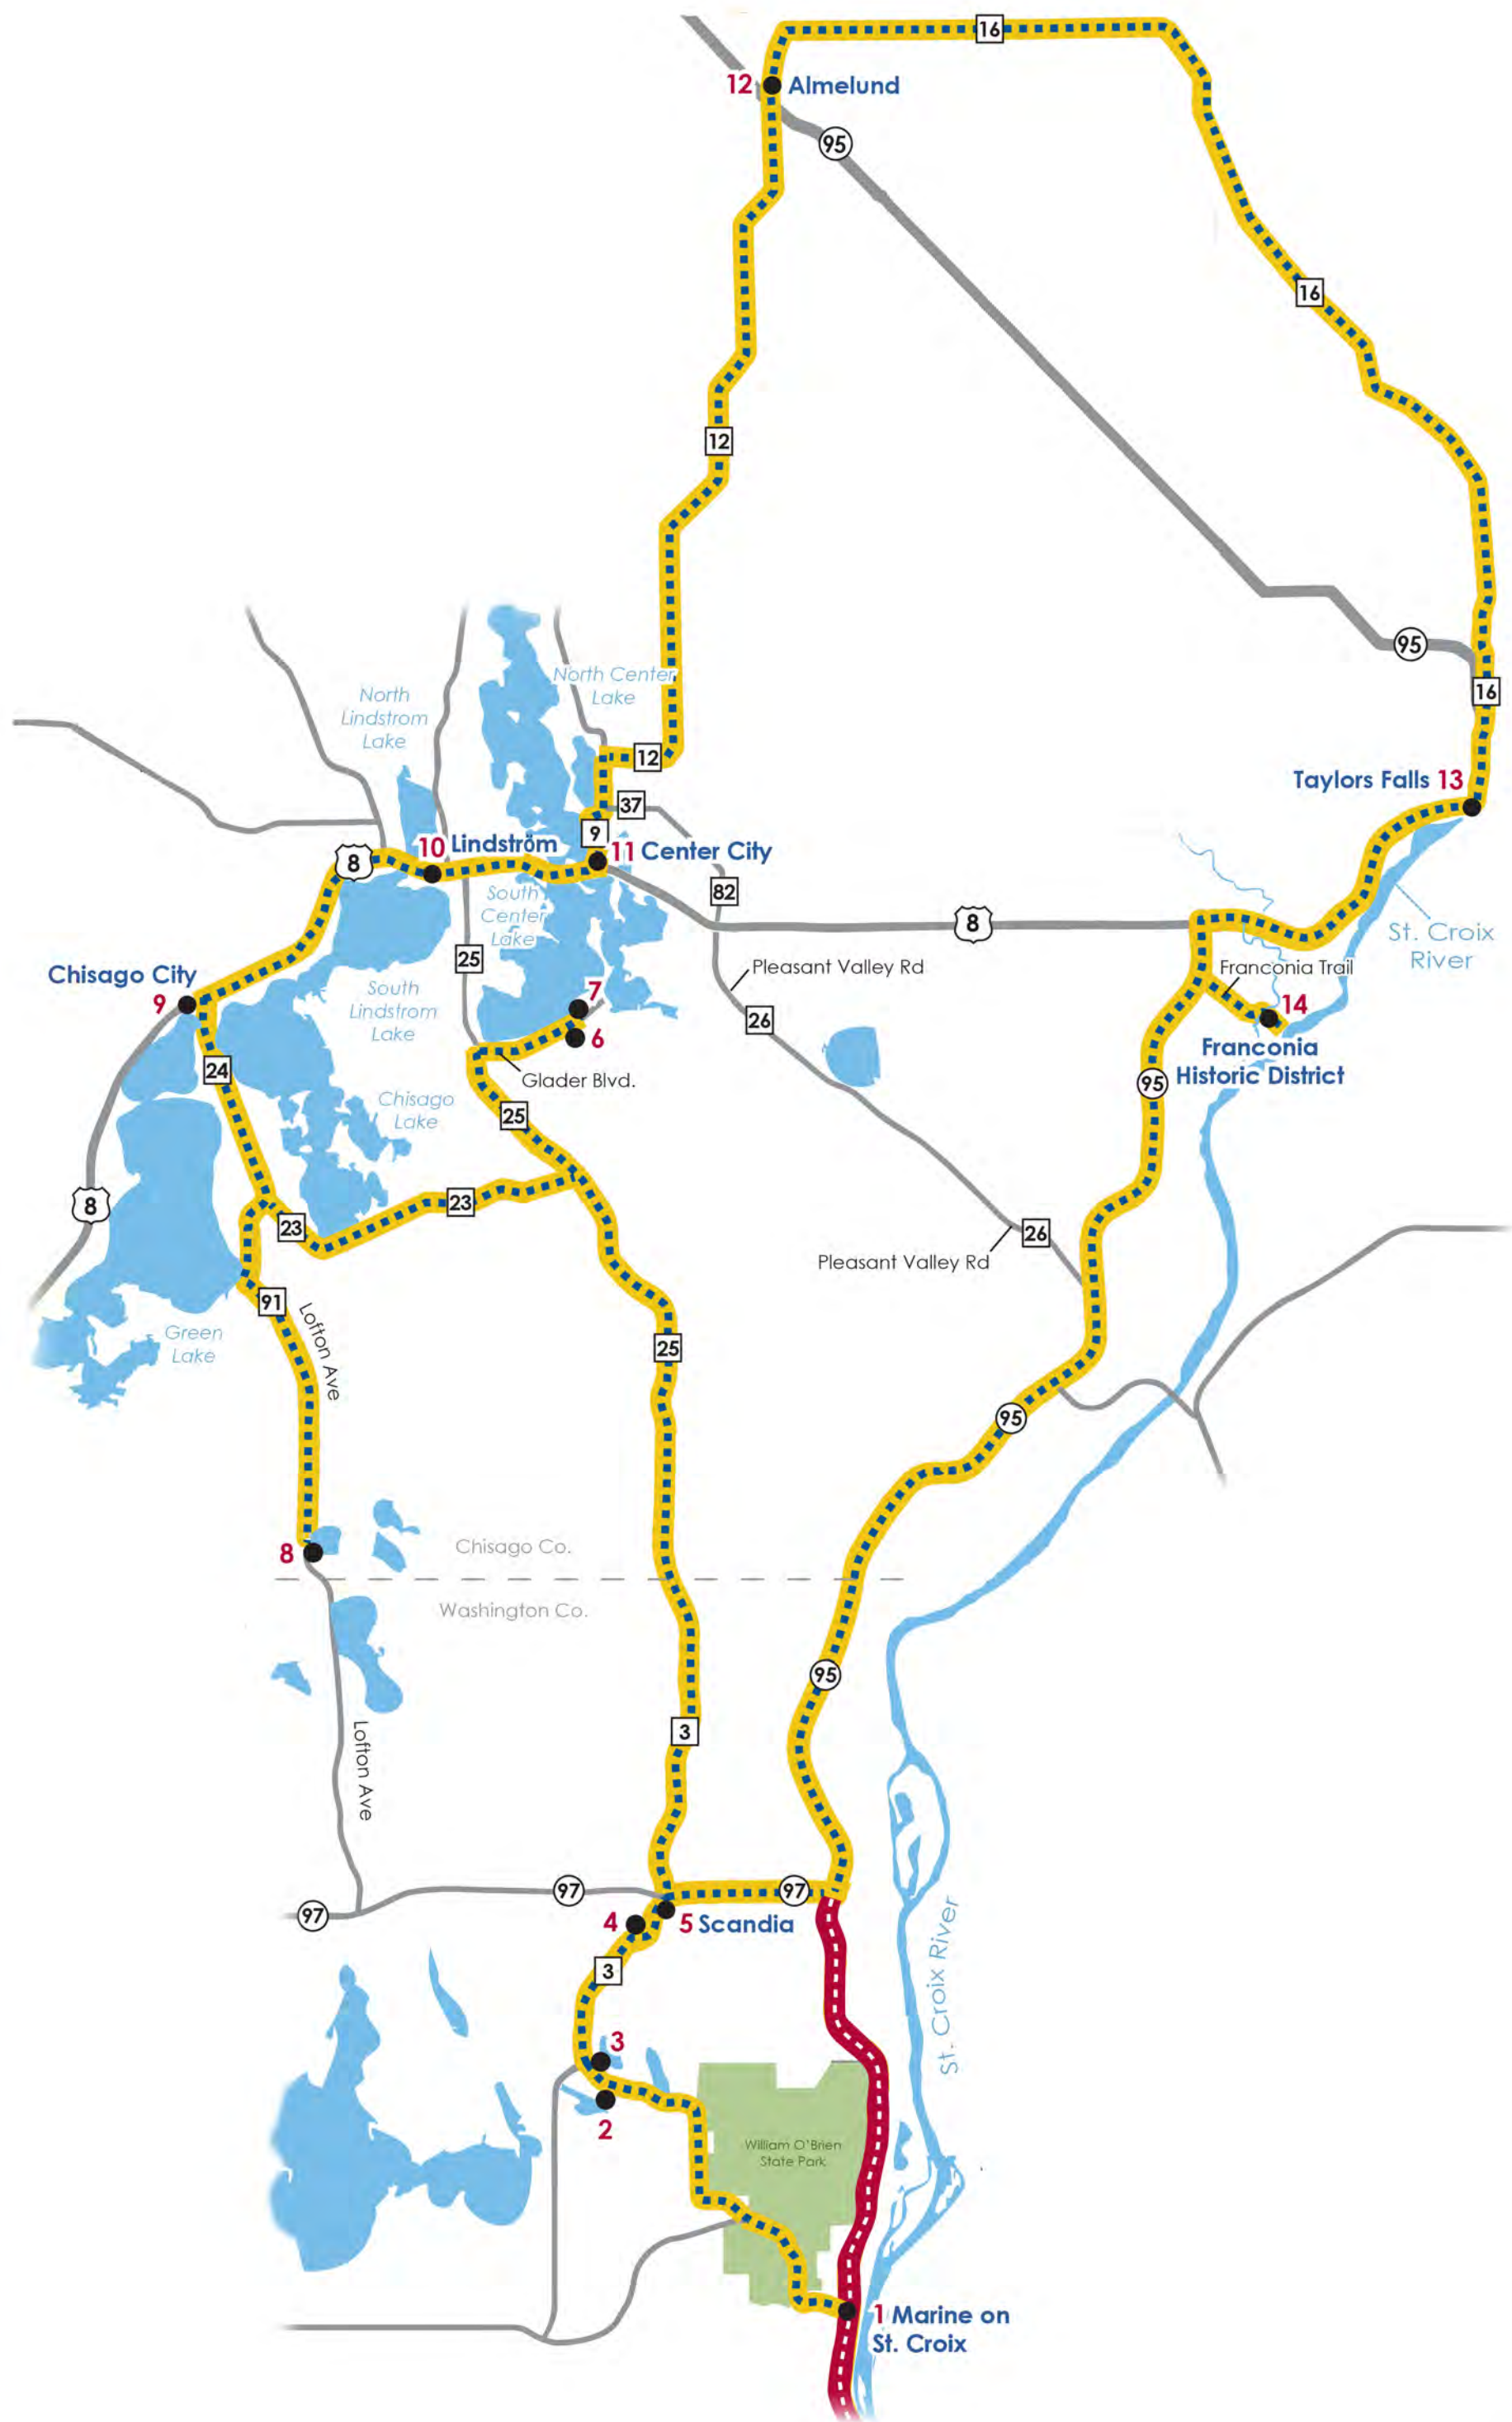 16
12 Almelund
95
16
12
95
16
North Center
Lake
North
Lindstrom
Lake
12
Taylors Falls 13
37
9
10 Lindström
11 Center City
8
82
South
Center
Lake
8
St. Croix
River
25
Pleasant Valley Rd
Franconia Trail
Chisago City
9
South
Lindstrom
Lake
7
14
26
6
Franconia
Historic District
24
Glader Blvd.
95
Chisago
Lake
25
8
23
23
26
Pleasant Valley Rd
91
Lofton Ave
Green
Lake
25
95
8
Chisago Co.
Washington Co.
95
3
Lofton Ave
97
97
97
4
5 Scandia
3
St. Croix River
3
2
William O'Brien
State Park
1 Marine on
St. Croix